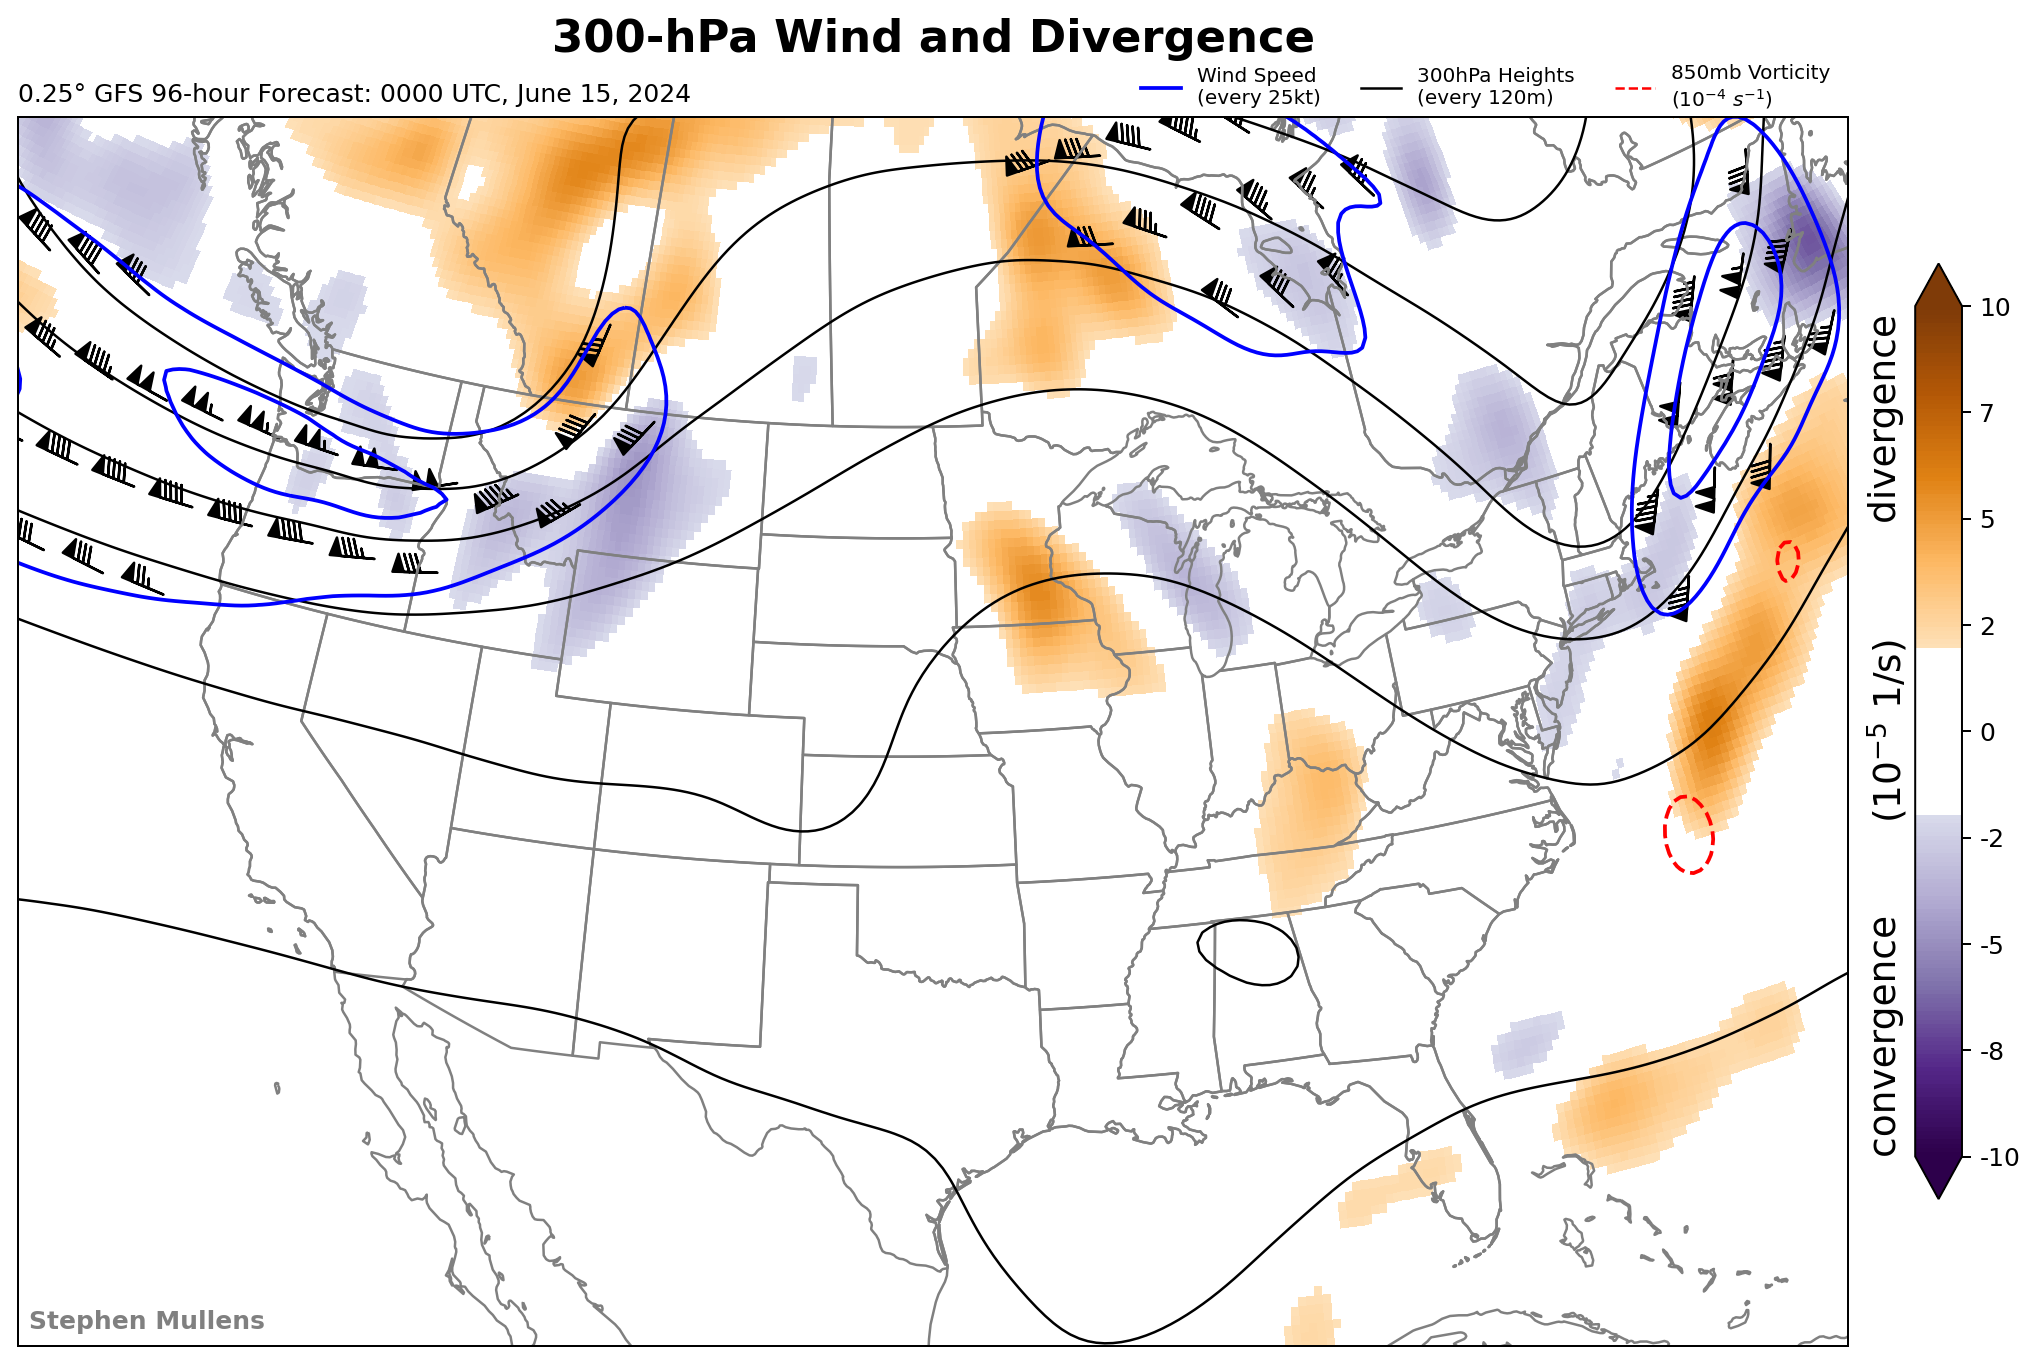 300-hPa Wind and Divergence
0.25° GFS 96-hour Forecast: 0000 UTC, June 15, 2024
Wind Speed
(every 25kt)
300hPa Heights
(every 120m)
850mb Vorticity
(10⁻⁴ s⁻¹)
10
7
5
2
0
-2
-5
-8
-10
convergence (10⁻⁵ 1/s) divergence
Stephen Mullens